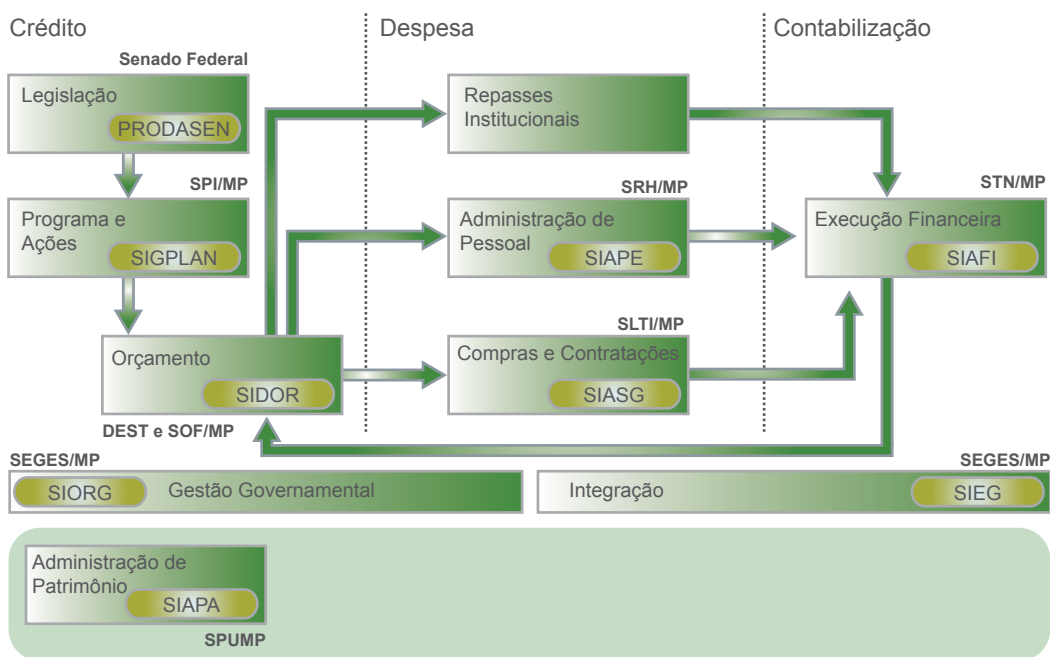 Crédito
Despesa
Contabilização
Senado Federal
Legislação
PRODASEN
Repasses
Institucionais
SPI/MP
SRH/MP
STN/MP
Programa e
Ações
SIGPLAN
Administração de
Pessoal
SIAPE
Execução Financeira
SIAFI
SLTI/MP
Orçamento
SIDOR
Compras e Contratações
SIASG
DEST e SOF/MP
SEGES/MP
SEGES/MP
SIORG
Gestão Governamental
Integração
SIEG
Administração de
Patrimônio
SIAPA
SPUMP